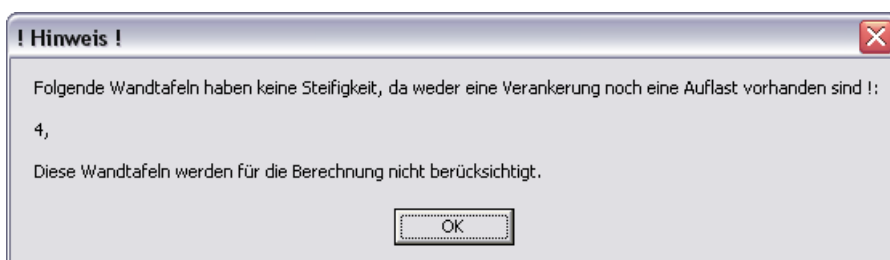 ! Hinweis !
Folgende Wandtafeln haben keine Steifigkeit, da weder eine Verankerung noch eine Auflast vorhanden sind !:
4,
Diese Wandtafeln werden für die Berechnung nicht berücksichtigt.
OK